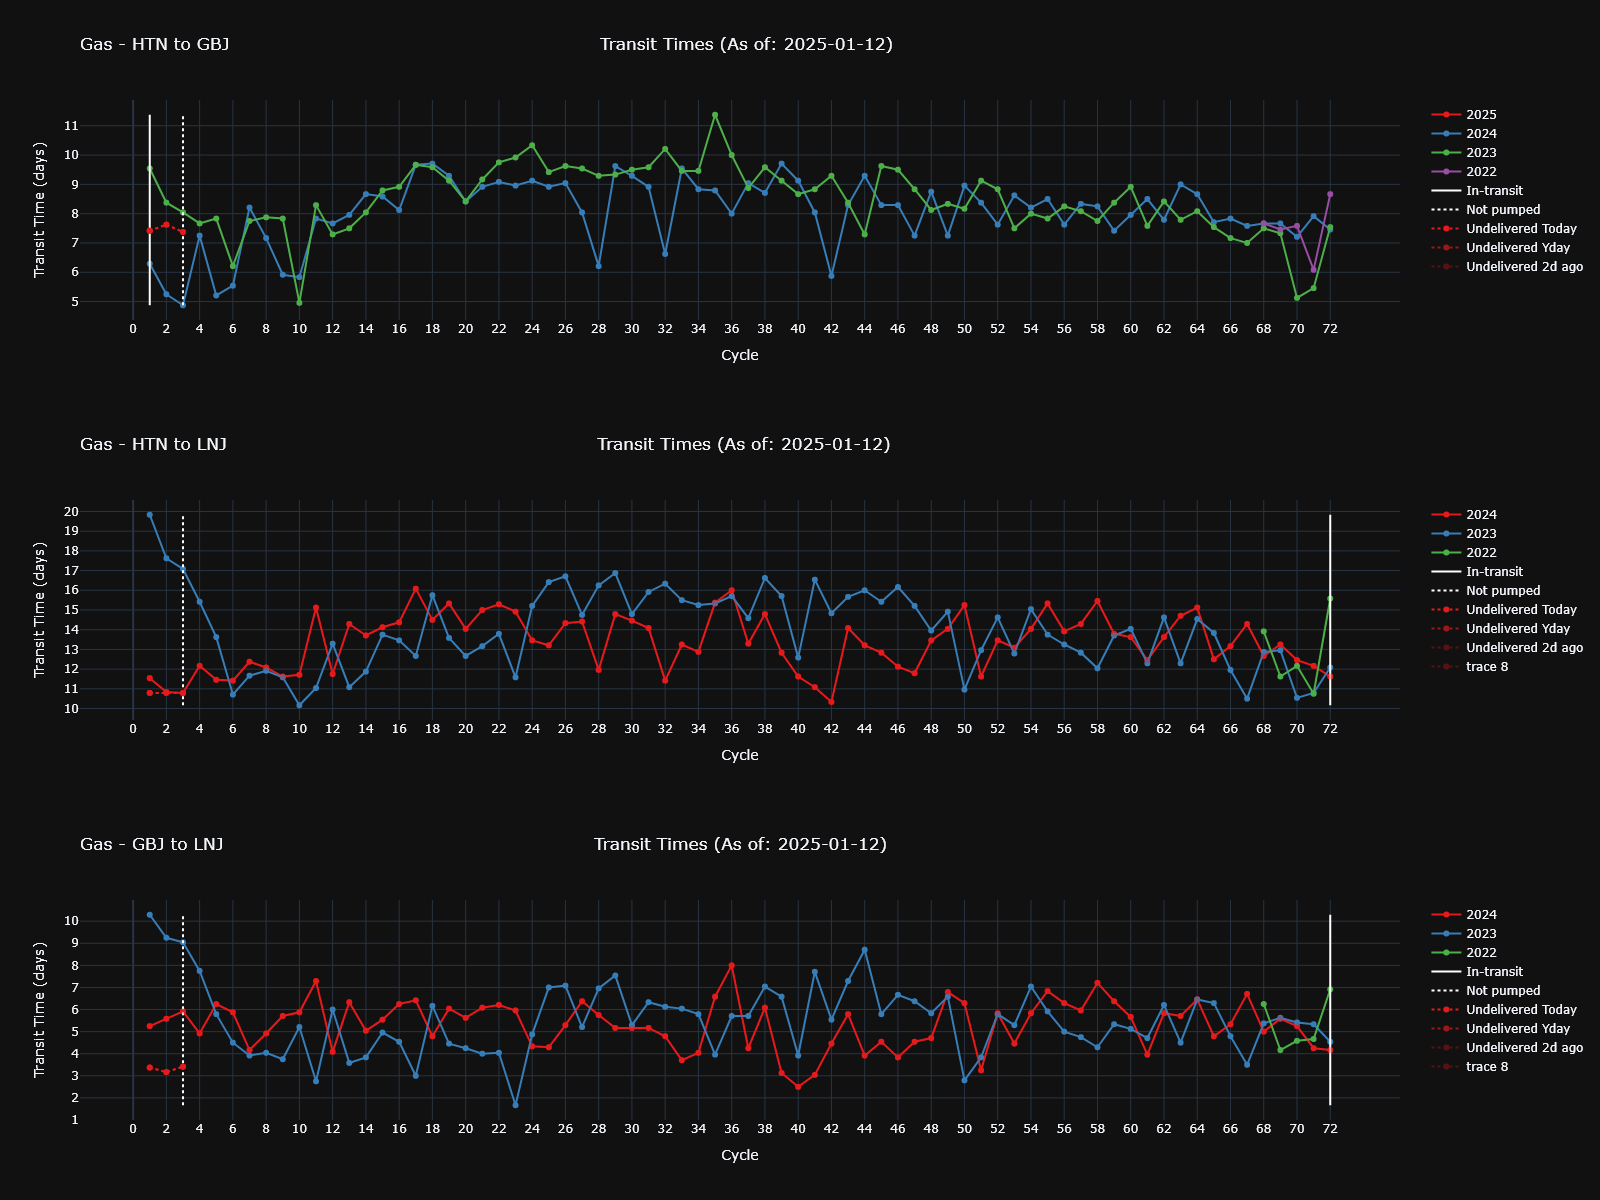 Gas - HTN to GBJ
Transit Times (As of: 2025-01-12)
Transit Time (days)
11
10
9
8
7
6
5
0 2 4 6 8 10 12 14 16 18 20 22 24 26 28 30 32 34 36 38 40 42 44 46 48 50 52 54 56 58 60 62 64 66 68 70 72
Cycle
2025
2024
2023
2022
In-transit
Not pumped
Undelivered Today
Undelivered Yday
Undelivered 2d ago
Gas - HTN to LNJ
Transit Times (As of: 2025-01-12)
Transit Time (days)
20
19
18
17
16
15
14
13
12
11
10
0 2 4 6 8 10 12 14 16 18 20 22 24 26 28 30 32 34 36 38 40 42 44 46 48 50 52 54 56 58 60 62 64 66 68 70 72
Cycle
2024
2023
2022
In-transit
Not pumped
Undelivered Today
Undelivered Yday
Undelivered 2d ago
trace 8
Gas - GBJ to LNJ
Transit Times (As of: 2025-01-12)
Transit Time (days)
10
9
8
7
6
5
4
3
2
1
0 2 4 6 8 10 12 14 16 18 20 22 24 26 28 30 32 34 36 38 40 42 44 46 48 50 52 54 56 58 60 62 64 66 68 70 72
Cycle
2024
2023
2022
In-transit
Not pumped
Undelivered Today
Undelivered Yday
Undelivered 2d ago
trace 8